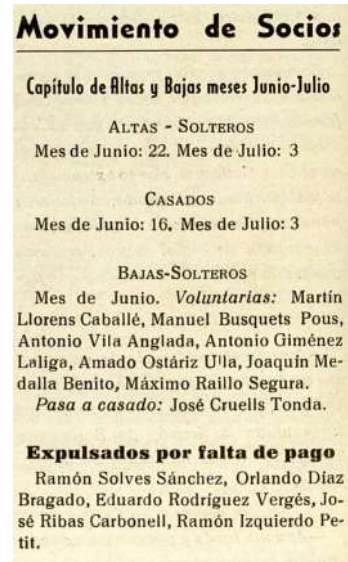 Movimiento de Socios
Capítulo de Altas y Bajas meses Junio-Julio
ALTAS - SOLTEROS
Mes de Junio: 22. Mes de Julio: 3
CASADOS
Mes de Junio: 16. Mes de Julio: 3
BAJAS-SOLTEROS
Mes de Junio. Voluntarias: Martín
Llorens Caballé, Manuel Busquets Pous,
Antonio Vila Anglada, Antonio Giménez
Laliga, Amado Ostáriz Ulla, Joaquín Me-
dalla Benito, Máximo Raillo Segura.
Pasa a casado: José Cruells Tonda.
Expulsados por falta de pago
Ramón Solves Sánchez, Orlando Díaz
Bragado, Eduardo Rodríguez Vergés, Jo-
sé Ribas Carbonell, Ramón Izquierdo Pe-
tit.